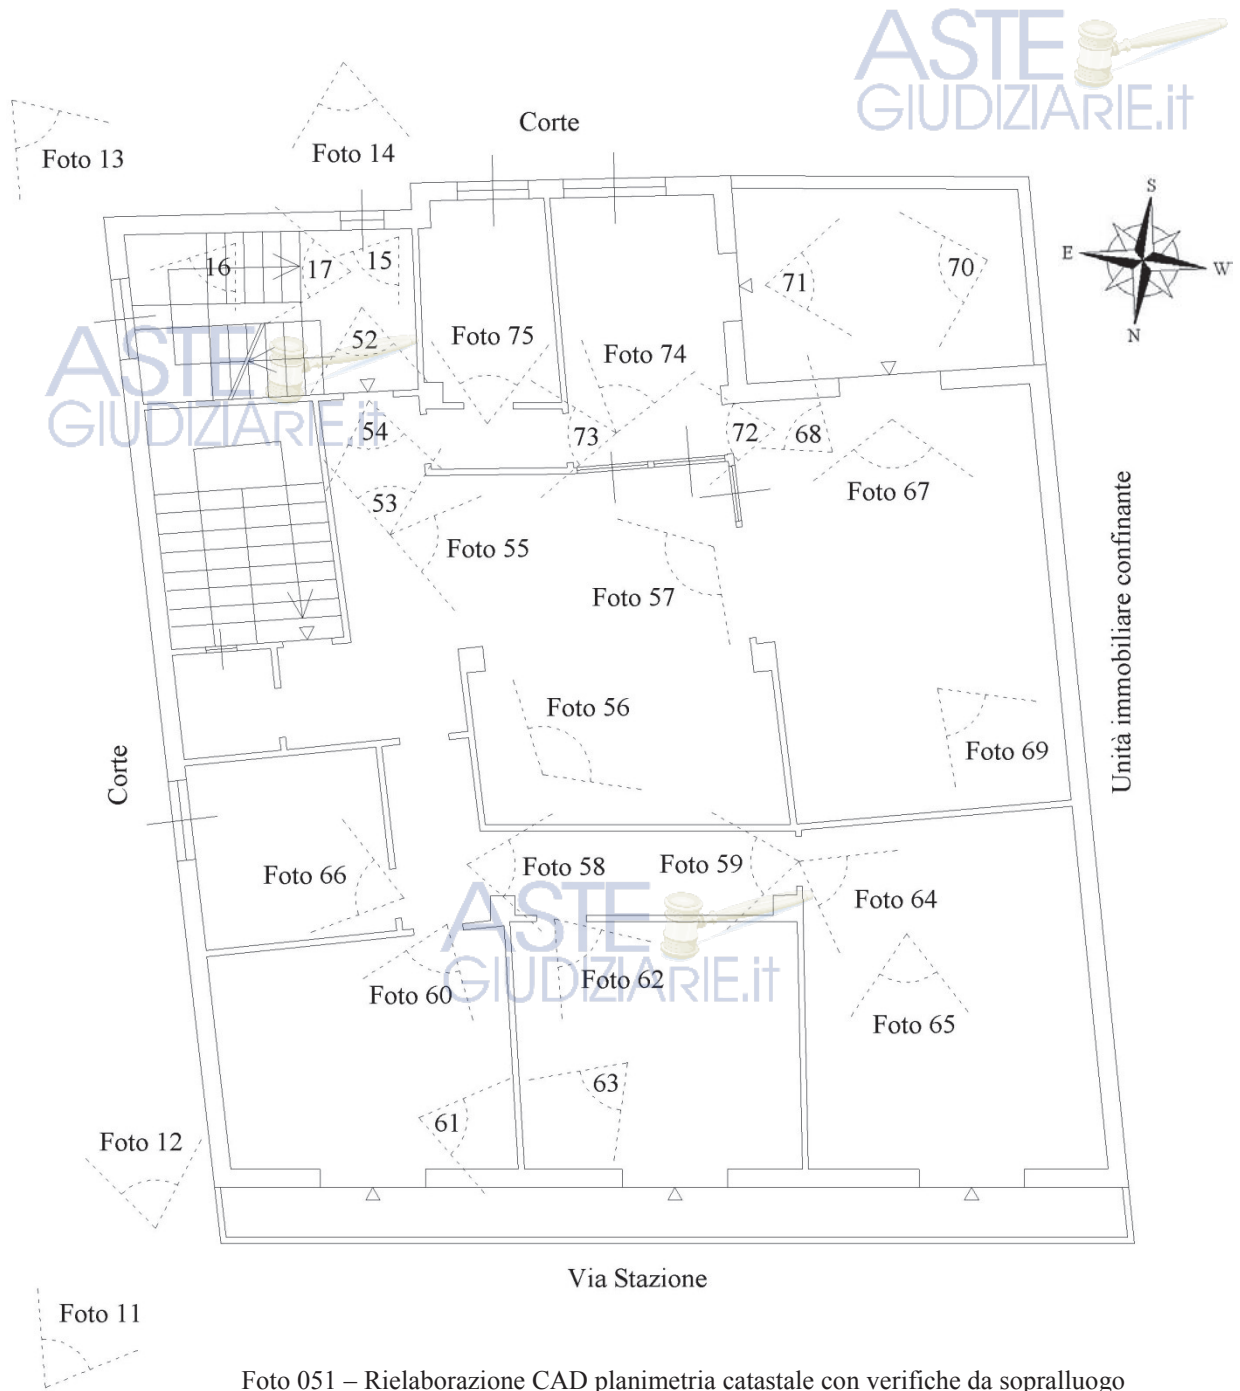 ASTE
GIUDIZIARIE.it
Corte
Foto 13
Foto 14
S
E
W
N
16
17
15
71
70
52
Foto 75
Foto 74
ASTE
GIUDIZIARIE.it
54
73
72
68
53
Foto 67
Foto 55
Foto 57
Unità immobiliare confinante
Foto 56
Foto 69
Corte
Foto 66
Foto 58
Foto 59
Foto 64
ASTE
GIUDIZIARIE.it
Foto 60
Foto 62
Foto 65
63
61
Foto 12
Via Stazione
Foto 11
Foto 051 – Rielaborazione CAD planimetria catastale con verifiche da sopralluogo